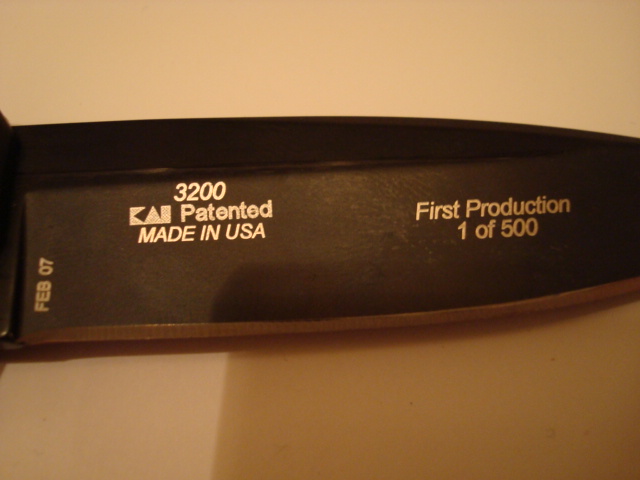 3200
KAI Patented
MADE IN USA
First Production
1 of 500
FEB 07